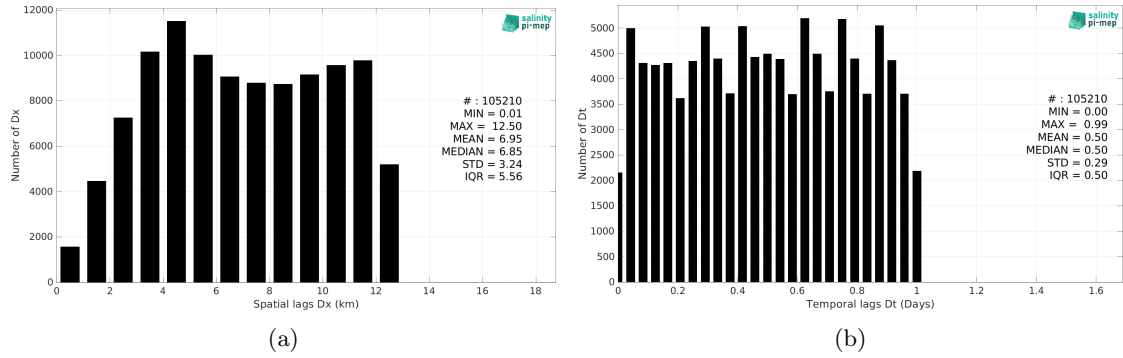 salinity
pi-mep
12000
10000
8000
6000
4000
2000
0
Number of Dx
# : 105210
MIN = 0.01
MAX = 12.50
MEAN = 6.95
MEDIAN = 6.85
STD = 3.24
IQR = 5.56
0 2 4 6 8 10 12 14 16 18
Spatial lags Dx (km)
(a)
salinity
pi-mep
5000
4500
4000
3500
3000
2500
2000
1500
1000
500
0
Number of Dt
# : 105210
MIN = 0.00
MAX = 0.99
MEAN = 0.50
MEDIAN = 0.50
STD = 0.29
IQR = 0.50
0 0.2 0.4 0.6 0.8 1 1.2 1.4 1.6
Temporal lags Dt (Days)
(b)